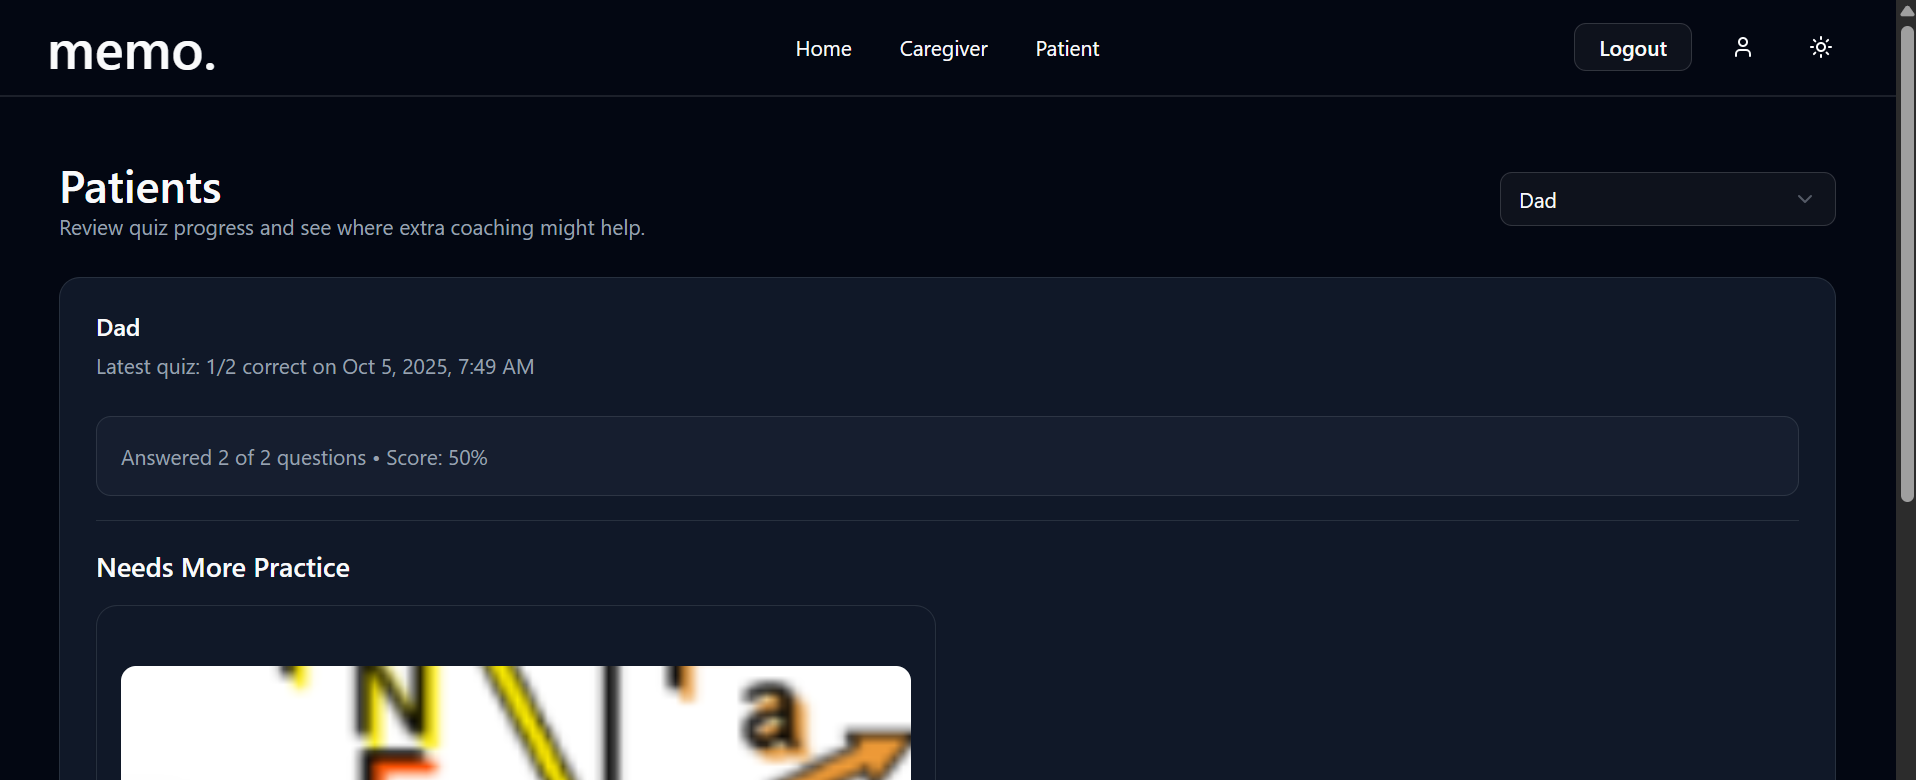 memo.
Home Caregiver Patient
Logout
Patients
Review quiz progress and see where extra coaching might help.
Dad
Dad
Latest quiz: 1/2 correct on Oct 5, 2025, 7:49 AM
Answered 2 of 2 questions • Score: 50%
Needs More Practice
N
a